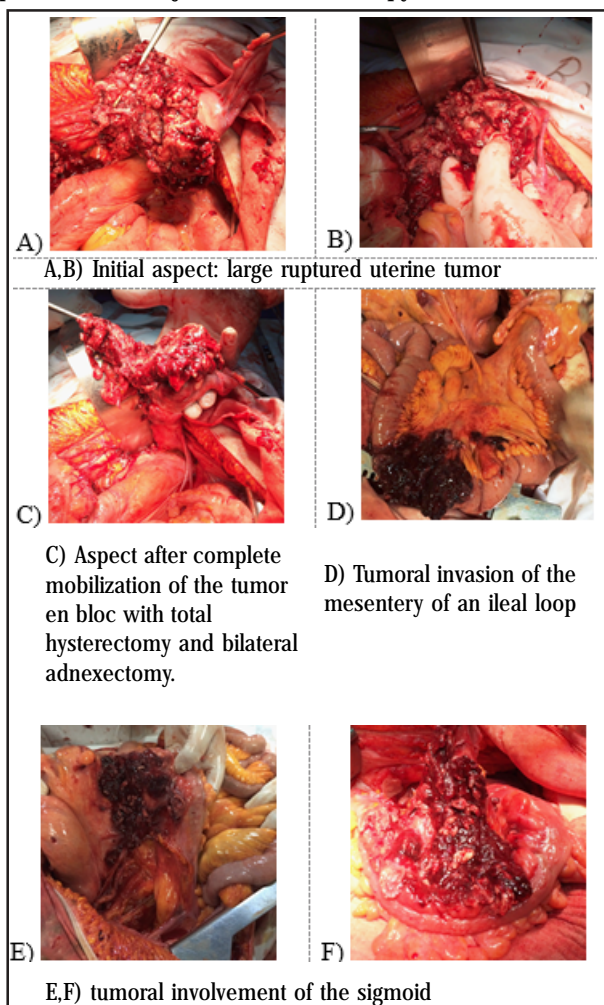 A)
B)
A,B) Initial aspect: large ruptured uterine tumor
C)
D)
C) Aspect after complete
mobilization of the tumor
en bloc with total
hysterectomy and bilateral
adnexectomy.
D) Tumoral invasion of the
mesentery of an ileal loop
E)
F)
E,F) tumoral involvement of the sigmoid